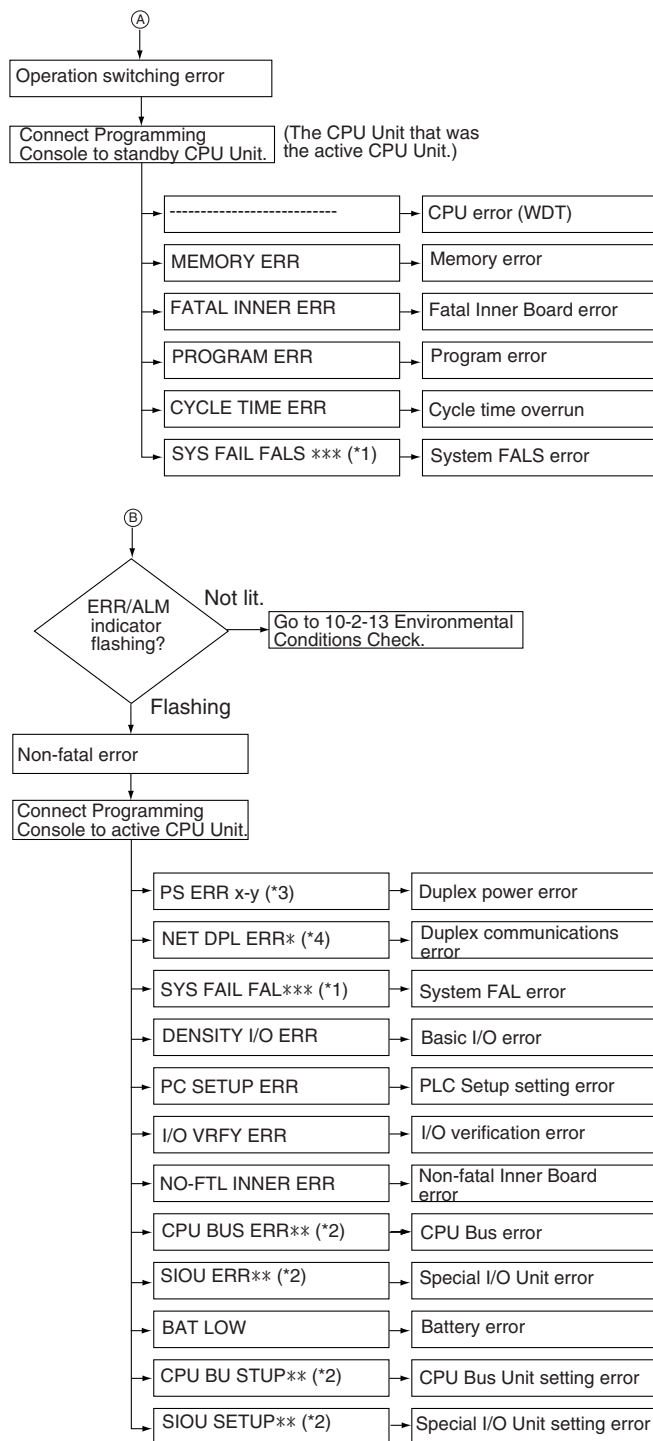 A
Operation switching error
Connect Programming
Console to standby CPU Unit.
(The CPU Unit that was
the active CPU Unit.)
---------------------------
CPU error (WDT)
MEMORY ERR
Memory error
FATAL INNER ERR
Fatal Inner Board error
PROGRAM ERR
Program error
CYCLE TIME ERR
Cycle time overrun
SYS FAIL FALS *** (*1)
System FALS error
B
ERR/ALM
indicator
flashing?
Not lit.
Go to 10-2-13 Environmental
Conditions Check.
Flashing
Non-fatal error
Connect Programming
Console to active CPU Unit.
PS ERR x-y (*3)
Duplex power error
NET DPL ERR* (*4)
Duplex communications
error
SYS FAIL FAL*** (*1)
System FAL error
DENSITY I/O ERR
Basic I/O error
PC SETUP ERR
PLC Setup setting error
I/O VRFY ERR
I/O verification error
NO-FTL INNER ERR
Non-fatal Inner Board
error
CPU BUS ERR** (*2)
CPU Bus error
SIOU ERR** (*2)
Special I/O Unit error
BAT LOW
Battery error
CPU BU STUP** (*2)
CPU Bus Unit setting error
SIOU SETUP** (*2)
Special I/O Unit setting error